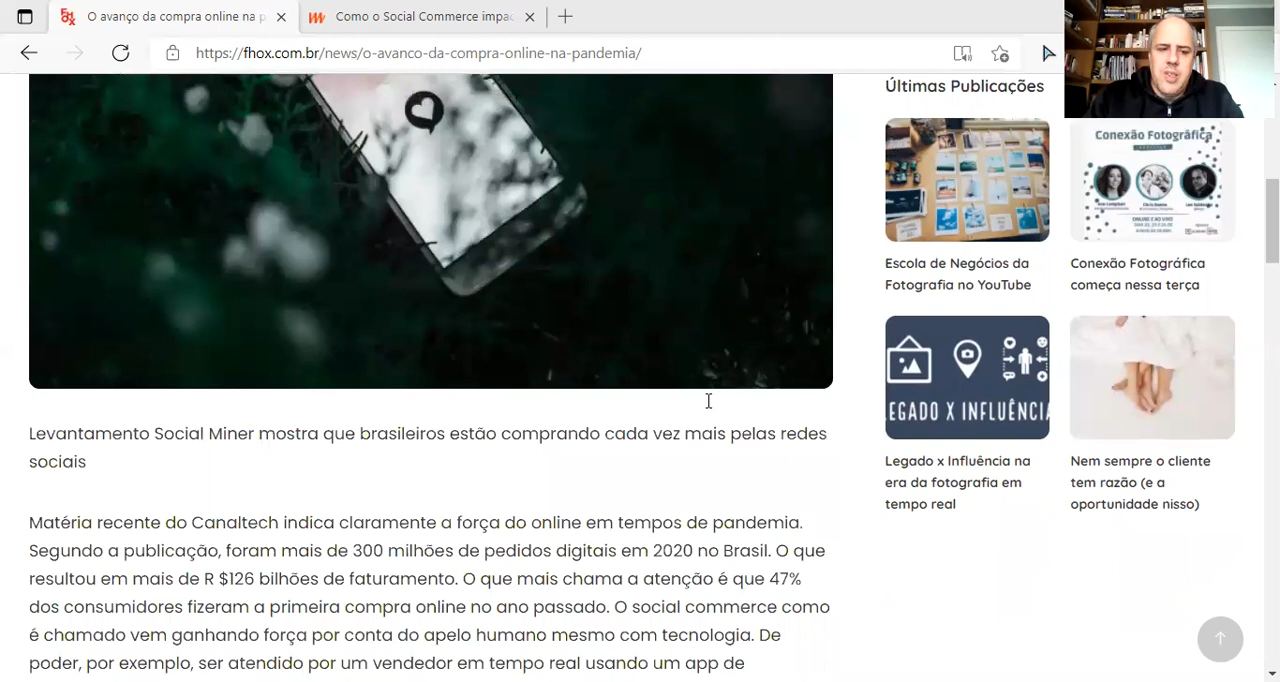 O avanço da compra online na p
Como o Social Commerce impac
https://fhox.com.br/news/o-avanco-da-compra-online-na-pandemia/
Últimas Publicações
Conexão Fotográfica
Escola de Negócios da
Fotografia no YouTube
Conexão Fotográfica
começa nessa terça
LEGADO X INFLUÊNCIA
Legado x Influência na
era da fotografia em
tempo real
Nem sempre o cliente
tem razão (e a
oportunidade nisso)
Levantamento Social Miner mostra que brasileiros estão comprando cada vez mais pelas redes
sociais
Matéria recente do Canaltech indica claramente a força do online em tempos de pandemia.
Segundo a publicação, foram mais de 300 milhões de pedidos digitais em 2020 no Brasil. O que
resultou em mais de R $126 bilhões de faturamento. O que mais chama a atenção é que 47%
dos consumidores fizeram a primeira compra online no ano passado. O social commerce como
é chamado vem ganhando força por conta do apelo humano mesmo com tecnologia. De
poder, por exemplo, ser atendido por um vendedor em tempo real usando um app de